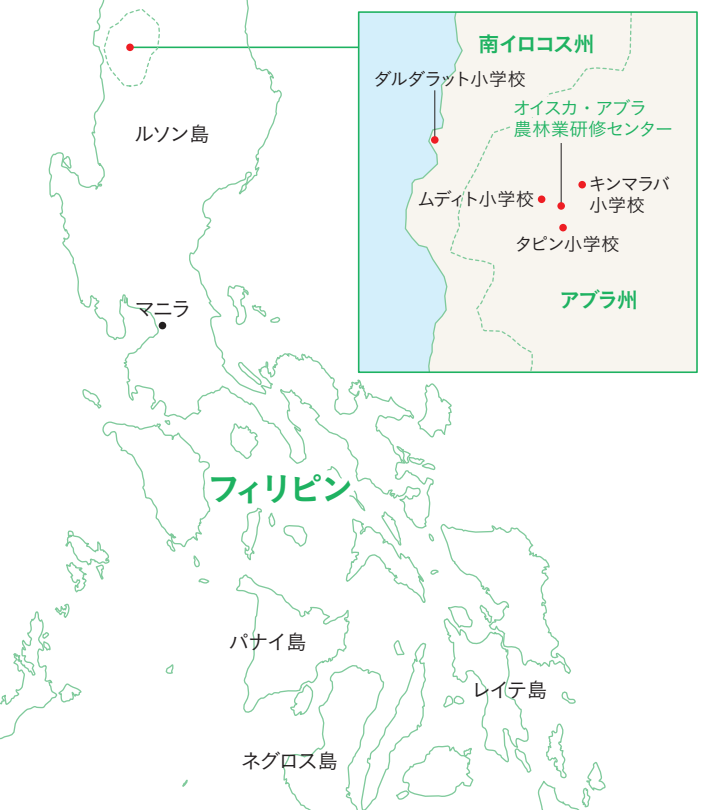 南イロコス州
ダルダラット小学校
オイスカ・アブラ
農林業研修センター
ルソン島
キンマラバ
小学校
ムディト小学校
タピン小学校
アブラ州
マニラ
フィリピン
パナイ島
レイテ島
ネグロス島